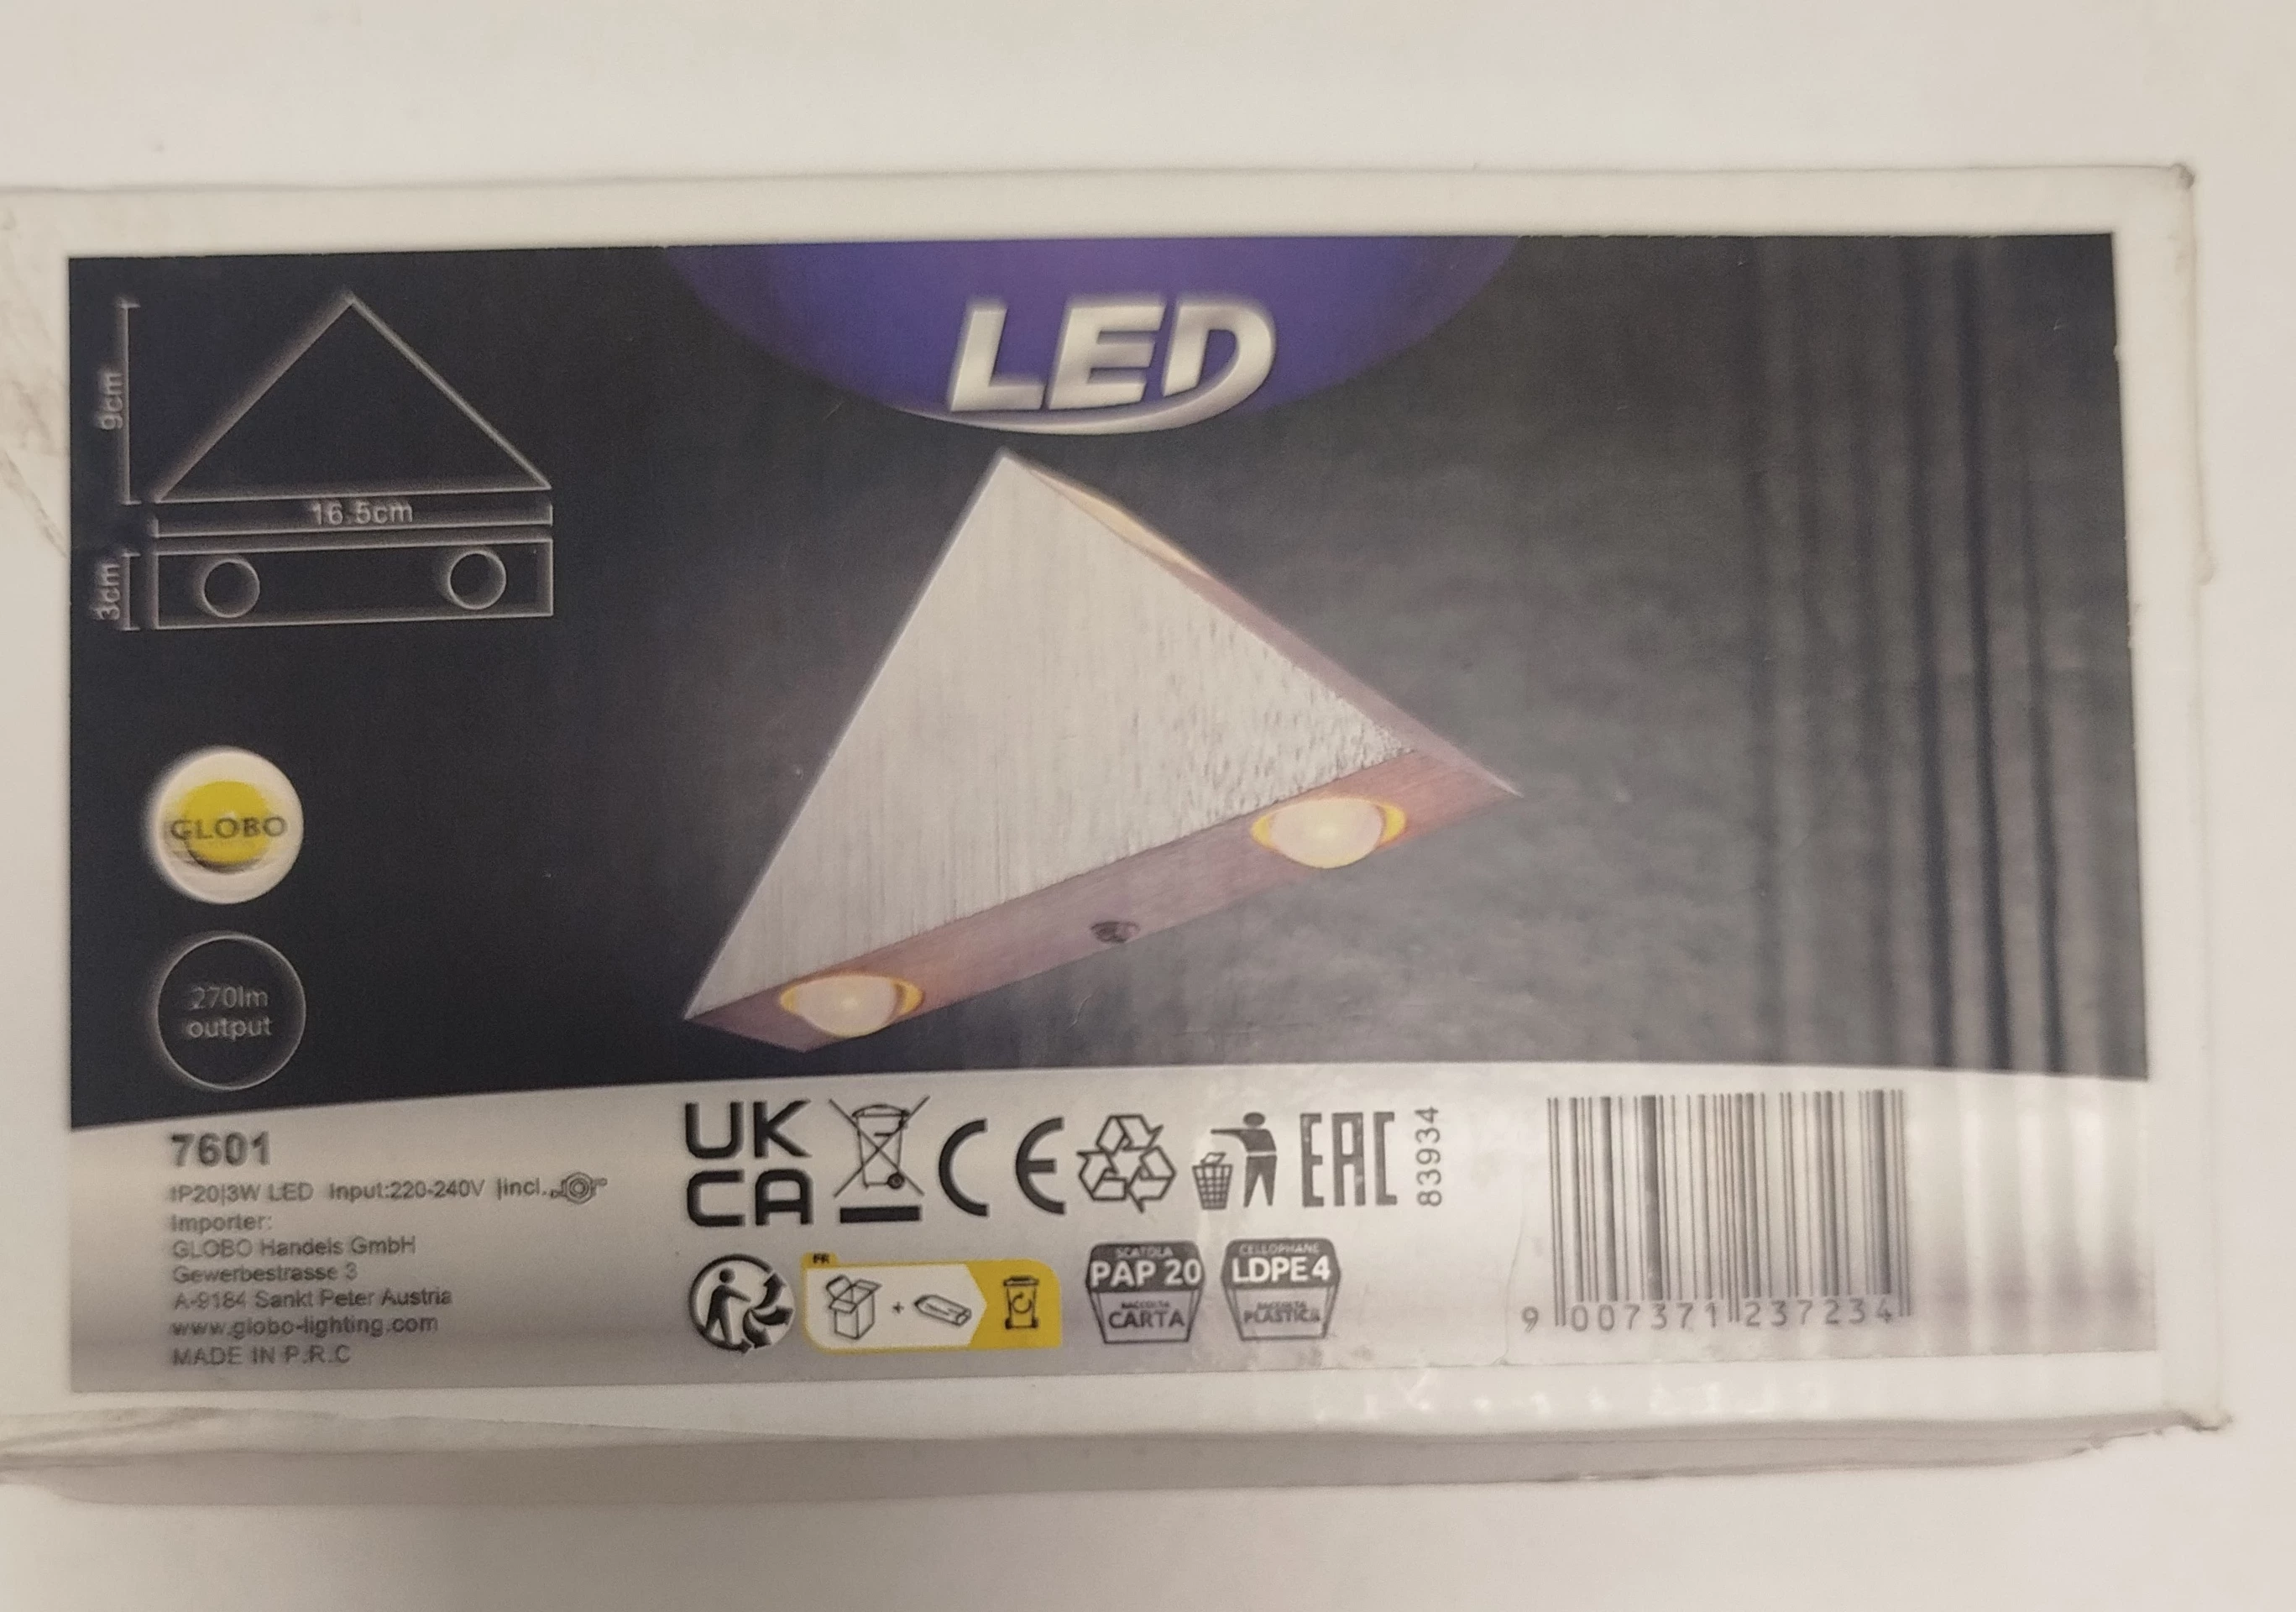 LED
9cm
16.5cm
3cm
GLOBO
270lm
output
7601
IP20|3W LED Input:220-240V |incl.
Importer:
GLOBO Handels GmbH
Gewerbestrasse 3
A-9184 Sankt Peter Austria
www.globo-lighting.com
MADE IN P.R.C
UK
CA
CE
EAC
83934
FR
SCATOLA
PAP 20
RACCOLTA
CARTA
CELLOPHANE
LDPE 4
RACCOLTA
PLASTICA
9 007371 237234